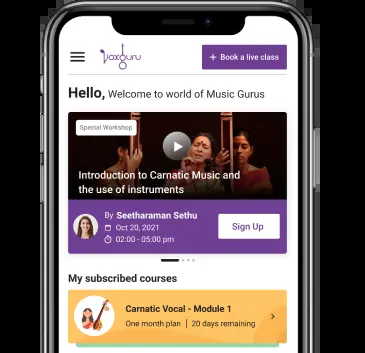 Voxguru
+ Book a live class
Hello, Welcome to world of Music Gurus
Special Workshop
Introduction to Carnatic Music and
the use of instruments
By Seetharaman Sethu
Oct 20, 2021
02:00 - 05:00 pm
Sign Up
My subscribed courses
Carnatic Vocal - Module 1
One month plan | 20 days remaining